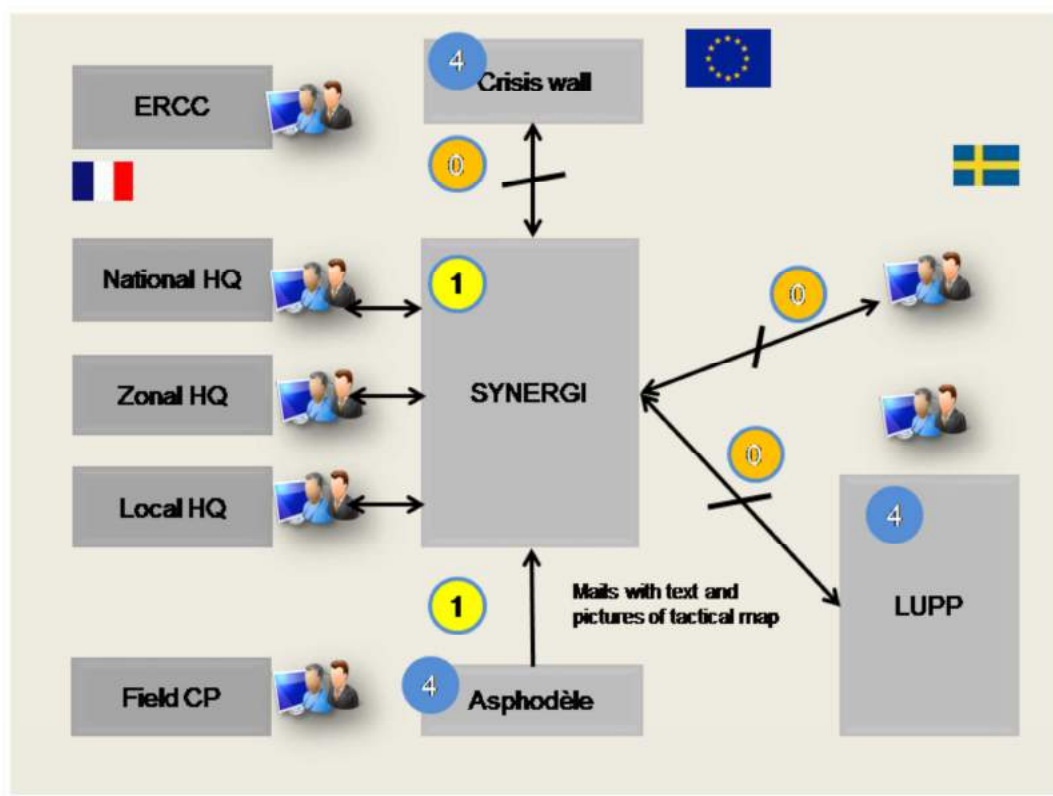 4
Crisis wall
ERCC
0
National HQ
1
0
Zonal HQ
SYNERGI
0
Local HQ
4
1
Mails with text and
pictures of tactical map
LUPP
Field CP
4
Asphodèle